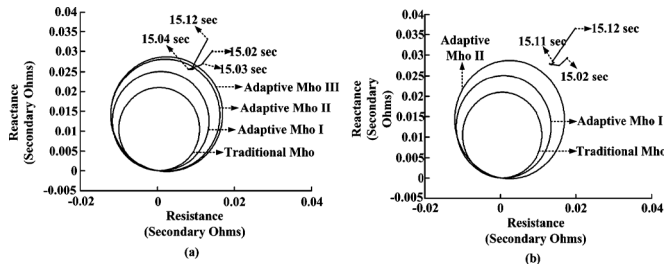 15.12 sec
15.04 sec
15.02 sec
15.03 sec
Adaptive Mho III
Adaptive Mho II
Adaptive Mho I
Traditional Mho
0.04
0.035
0.03
0.025
0.02
0.015
0.01
0.005
0
-0.005
Reactance
(Secondary Ohms)
-0.02
0
0.02
0.04
Resistance
(Secondary Ohms)
(a)
15.12 sec
15.11 sec
15.02 sec
Adaptive
Mho II
Adaptive Mho I
Traditional Mho
0.04
0.035
0.03
0.025
0.02
0.015
0.01
0.005
0
-0.005
Reactance
(Secondary
Ohms)
-0.02
0
0.02
0.04
Resistance
(Secondary Ohms)
(b)